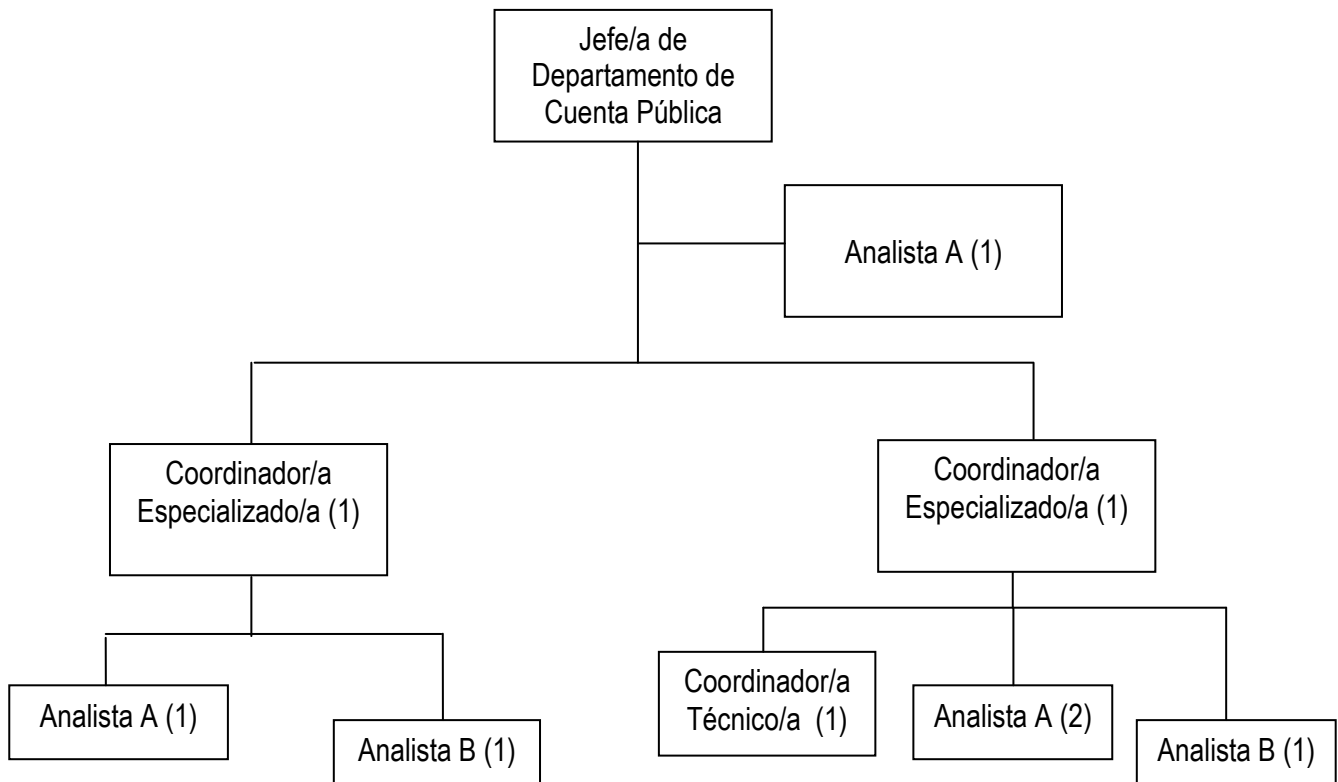 Jefe/a de
Departamento de
Cuenta Pública
Analista A (1)
Coordinador/a
Especializado/a (1)
Coordinador/a
Especializado/a (1)
Analista A (1)
Analista B (1)
Coordinador/a
Técnico/a (1)
Analista A (2)
Analista B (1)